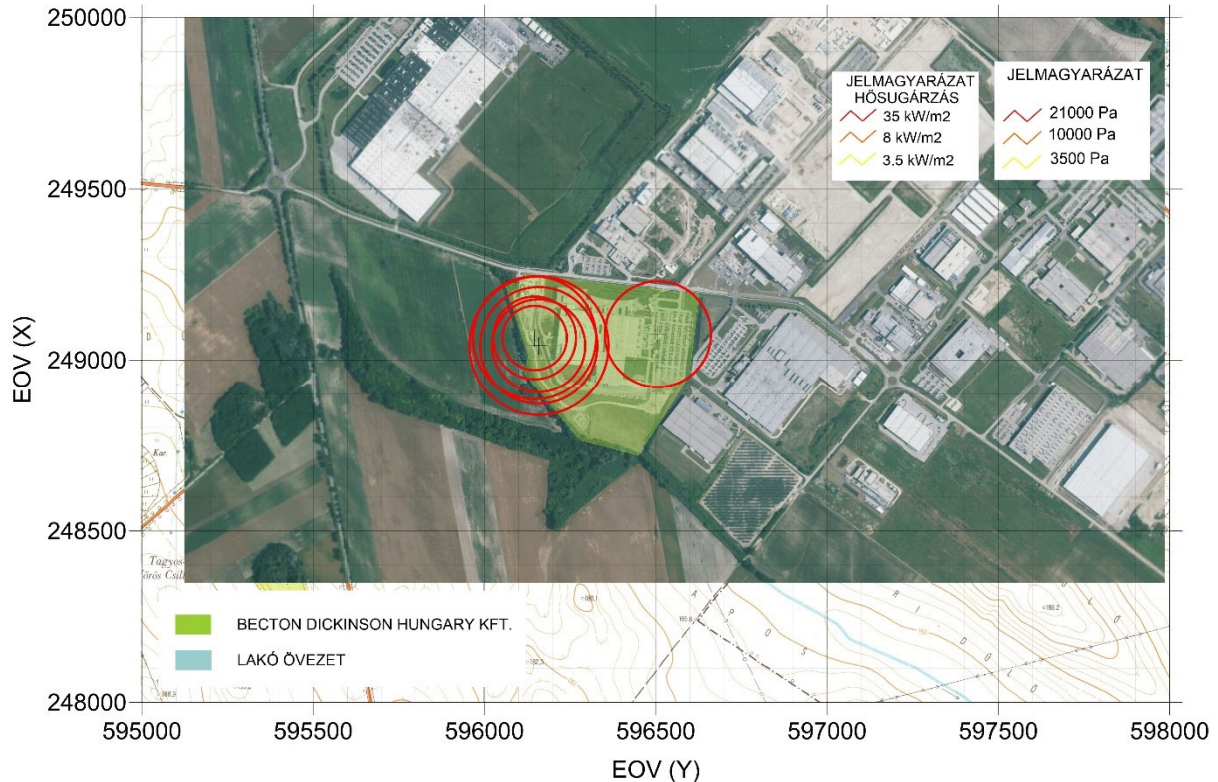 250000
249500
249000
248500
248000
EOV (X)
595000
595500
596000
596500
597000
597500
598000
EOV (Y)
JELMAGYARÁZAT
HŐSUGÁRZÁS
35 kW/m2
8 kW/m2
3.5 kW/m2
JELMAGYARÁZAT
21000 Pa
10000 Pa
3500 Pa
Kar.
Tagyos-
BECTON DICKINSON HUNGARY KFT.
LAKÓ ÖVEZET